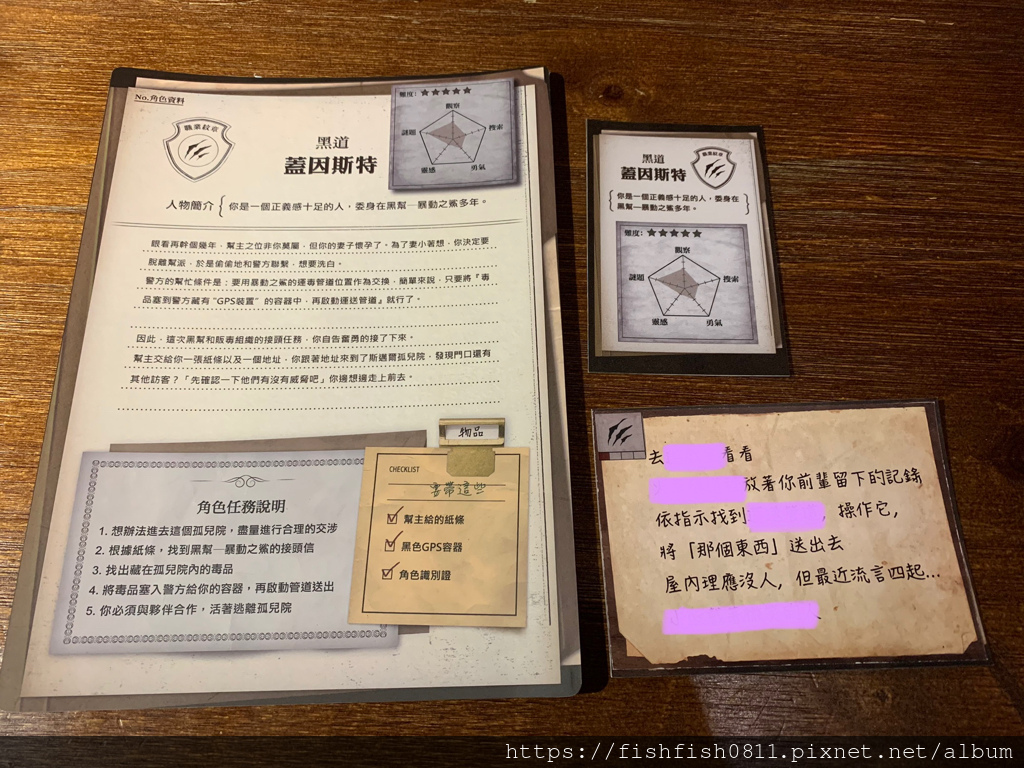 No.角色資料
職業紋章
黑道
蓋因斯特
難度:★★★★★
觀察
謎題
搜索
靈感
勇氣
人物簡介
你是一個正義感十足的人,委身在黑幫─暴動之鯊多年。
眼看再幹個幾年,幫主之位非你莫屬,但你的妻子懷孕了。為了妻小著想,你決定要
脫離幫派,於是偷偷地和警方聯繫,想要洗白。
警方的幫忙條件是:要用暴動之鯊的運毒管道位置作為交換,簡單來說,只要將『毒
品塞到警方藏有“GPS裝置”的容器中,再啟動運送管道』就行了。
因此,這次黑幫和販毒組織的接頭任務,你自告奮勇的接了下來。
幫主交給你一張紙條以及一個地址,你跟著地址來到了斯邁爾孤兒院,發現門口還有
其他訪客?「先確認一下他們有沒有威脅吧」你邊想邊走上前去。
角色任務說明
1. 想辦法進去這個孤兒院,盡量進行合理的交涉
2. 根據紙條,找到黑幫─暴動之鯊的接頭信
3. 找出藏在孤兒院內的毒品
4. 將毒品塞入警方給你的容器,再啟動管道送出
5. 你必須與夥伴合作,活著逃離孤兒院
物品
CHECKLIST
要帶這些
幫主給的紙條
黑色GPS容器
角色識別證
黑道
蓋因斯特
職業紋章
你是一個正義感十足的人,委身在
黑幫─暴動之鯊多年。
難度:★★★★★
觀察
謎題
搜索
靈感
勇氣
去 看看
放著你前輩留下的記錄
依指示找到 , 操作它,
將「那個東西」送出去
屋內理應沒人,但最近流言四起...
https://fishfish0811.pixnet.net/album